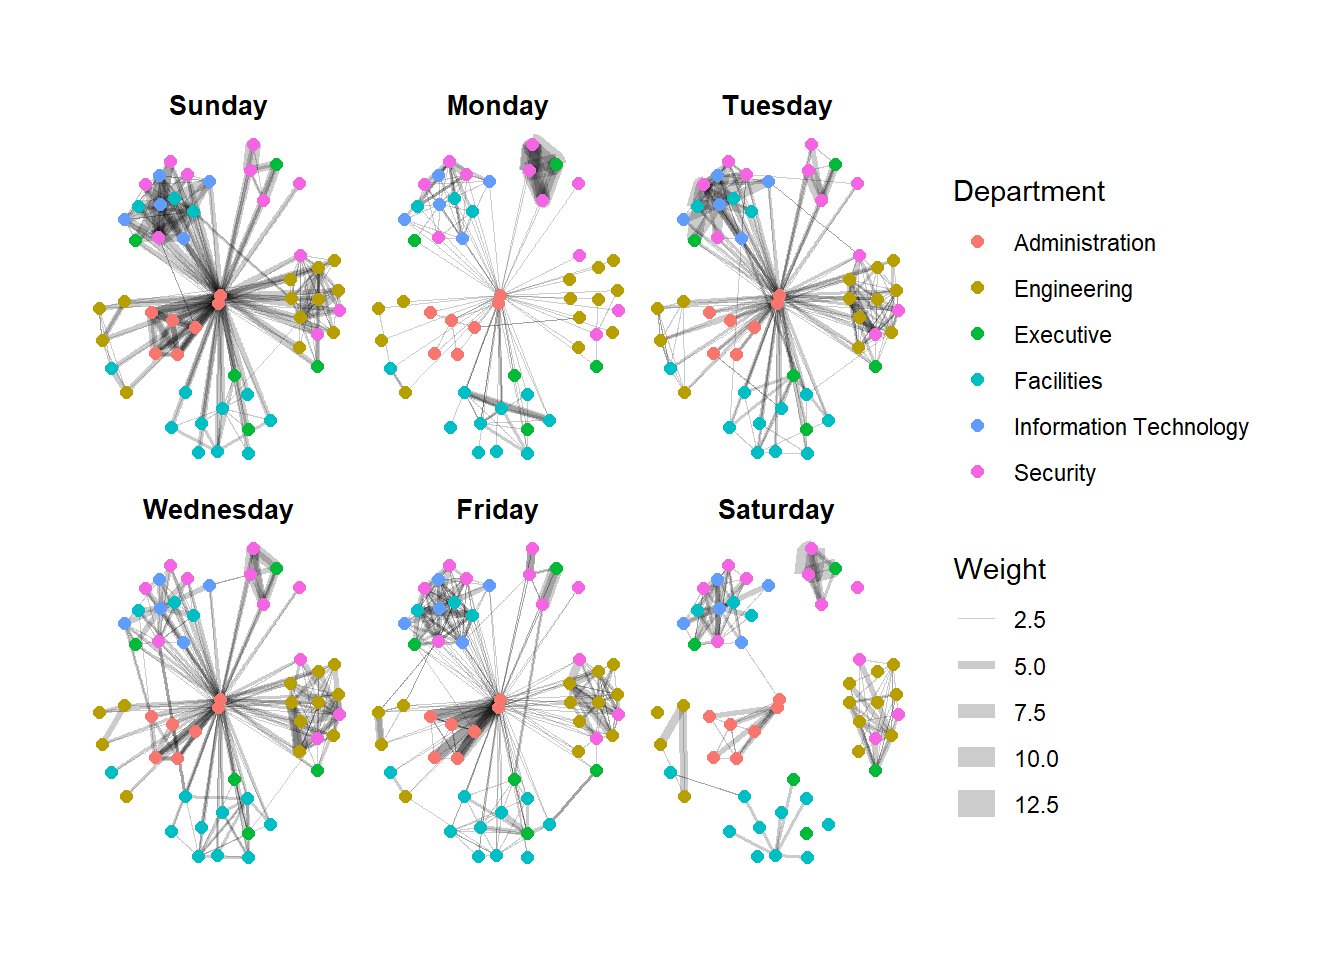 Sunday
Monday
Tuesday
Wednesday
Friday
Saturday
Department
Administration
Engineering
Executive
Facilities
Information Technology
Security
Weight
2.5
5.0
7.5
10.0
12.5